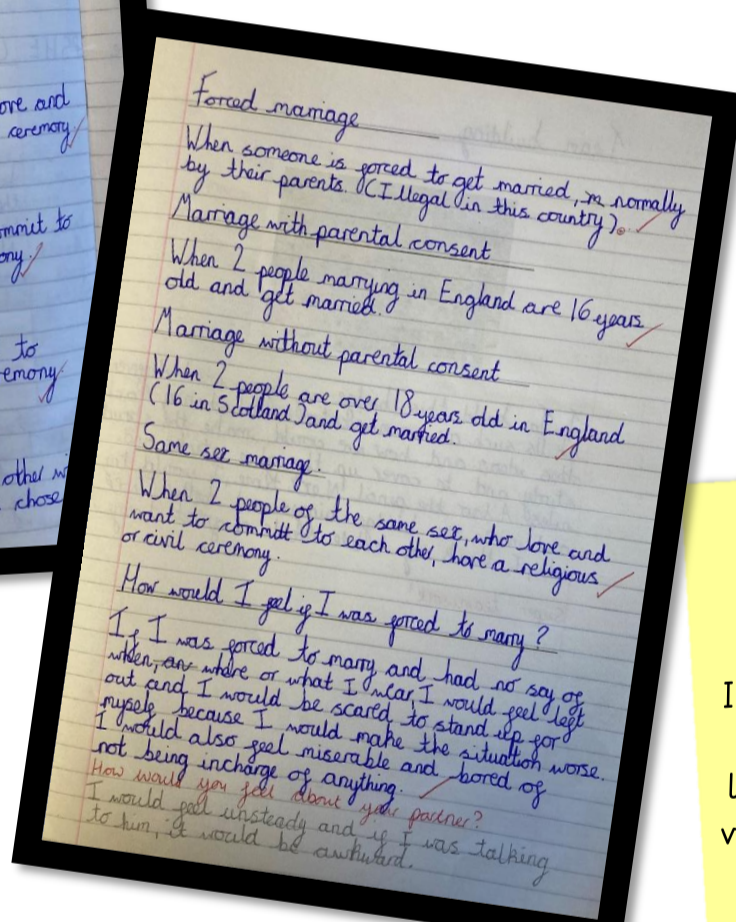 ove and
ceremony
mmit to
ony
to
emony
other wi
chose
Forced marriage
When someone is forced to get married, normally
by their parents. (Illegal in this country).
Marriage with parental consent
When 2 people marrying in England are 16 years
old and get married.
Marriage without parental consent
When 2 people are over 18 years old in England
(16 in Scotland) and get married.
Same sex marriage.
When 2 people of the same sex, who love and
want to committ to each other, have a religious
or civil ceremony.
How would I feel if I was forced to marry?
If I was forced to marry and had no say of
when, where or what I wear, I would feel left
out and I would be scared to stand up for
myself because I would make the situation worse.
I would also feel miserable and bored of
not being incharge of anything.
How would you feel about your partner?
I would feel unsteady and if I was talking
to him, it would be awkward.
I
l
v